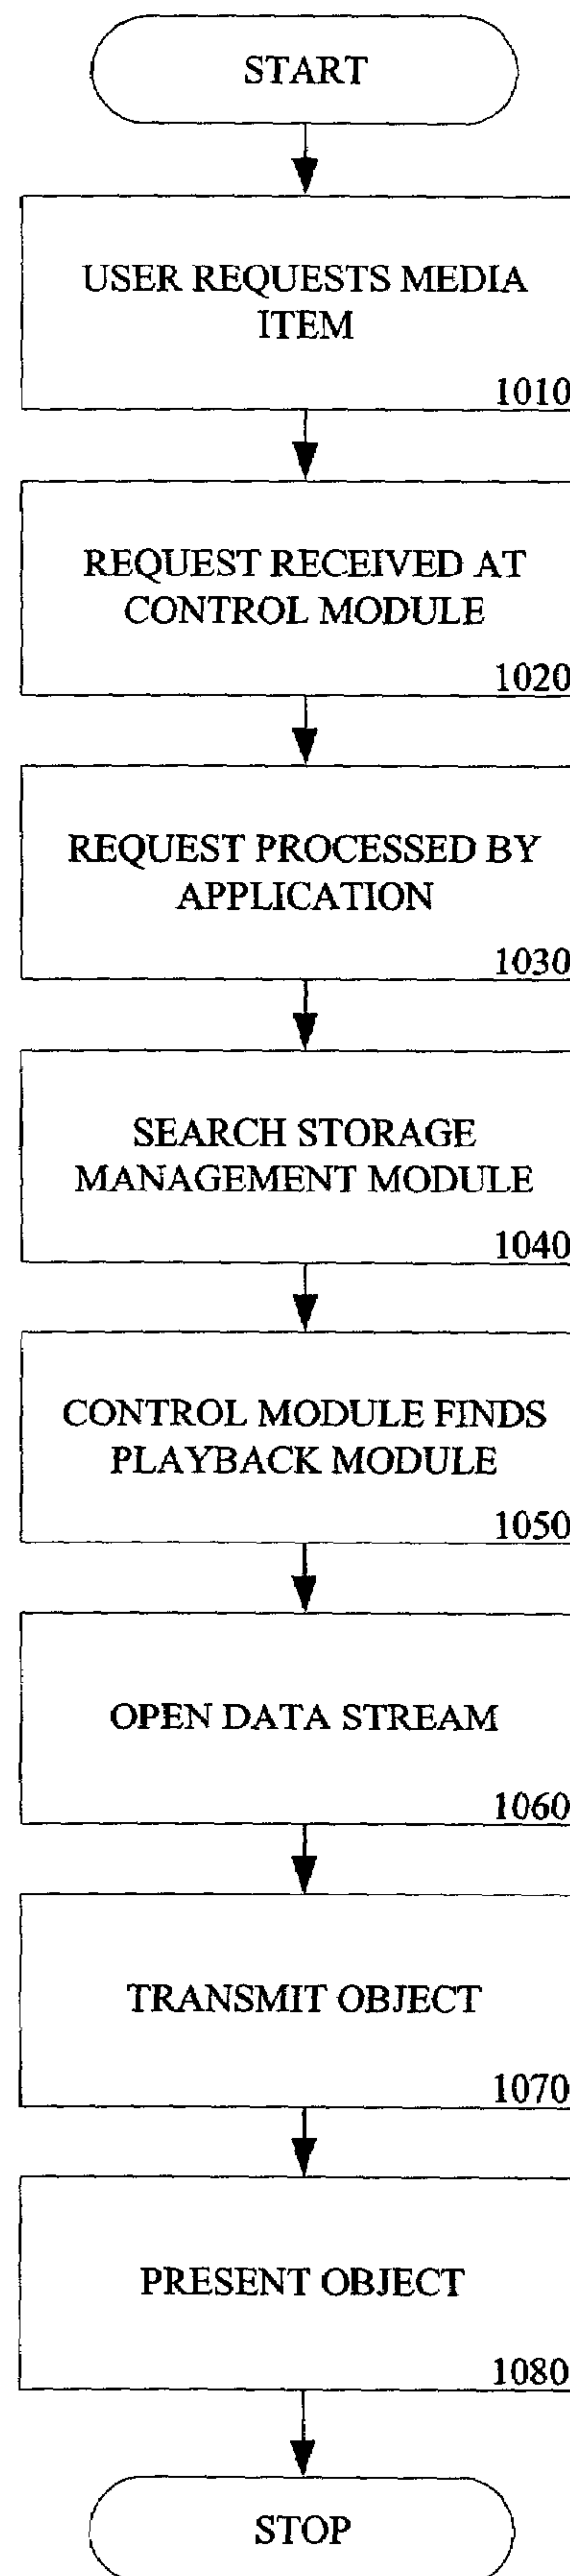 START
USER REQUESTS MEDIA
ITEM
1010
REQUEST RECEIVED AT
CONTROL MODULE
1020
REQUEST PROCESSED BY
APPLICATION
1030
SEARCH STORAGE
MANAGEMENT MODULE
1040
CONTROL MODULE FINDS
PLAYBACK MODULE
1050
OPEN DATA STREAM
1060
TRANSMIT OBJECT
1070
PRESENT OBJECT
1080
STOP